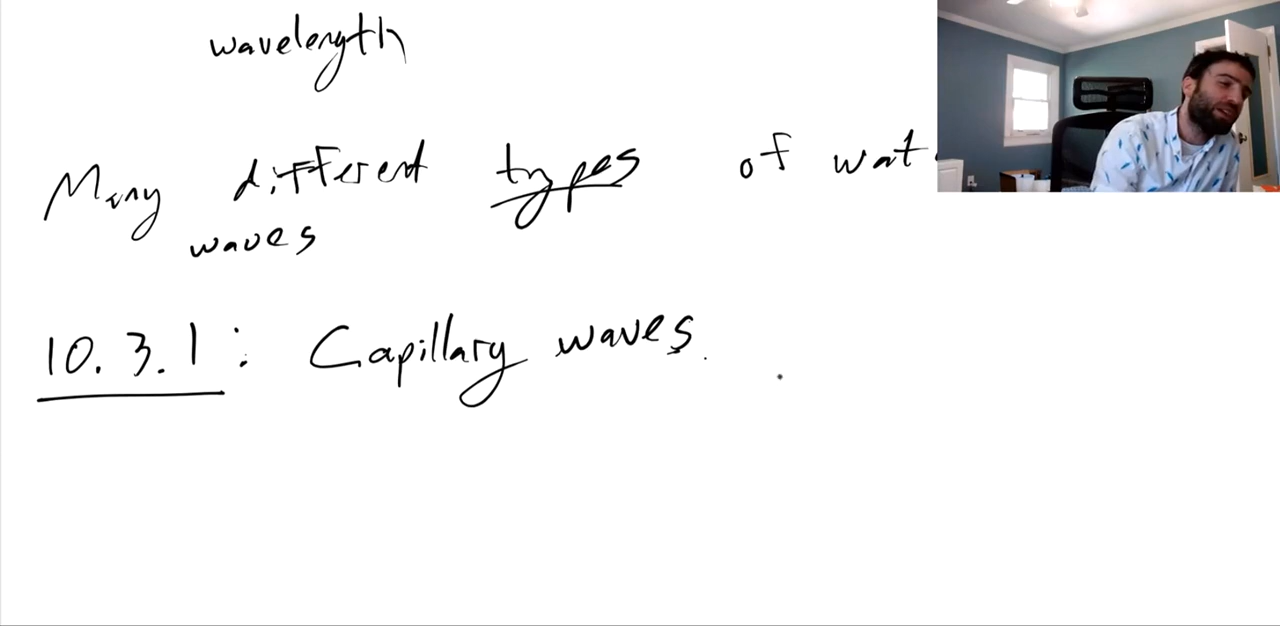 wavelength
Many different types of wat
waves
10.3.1: Capillary waves.